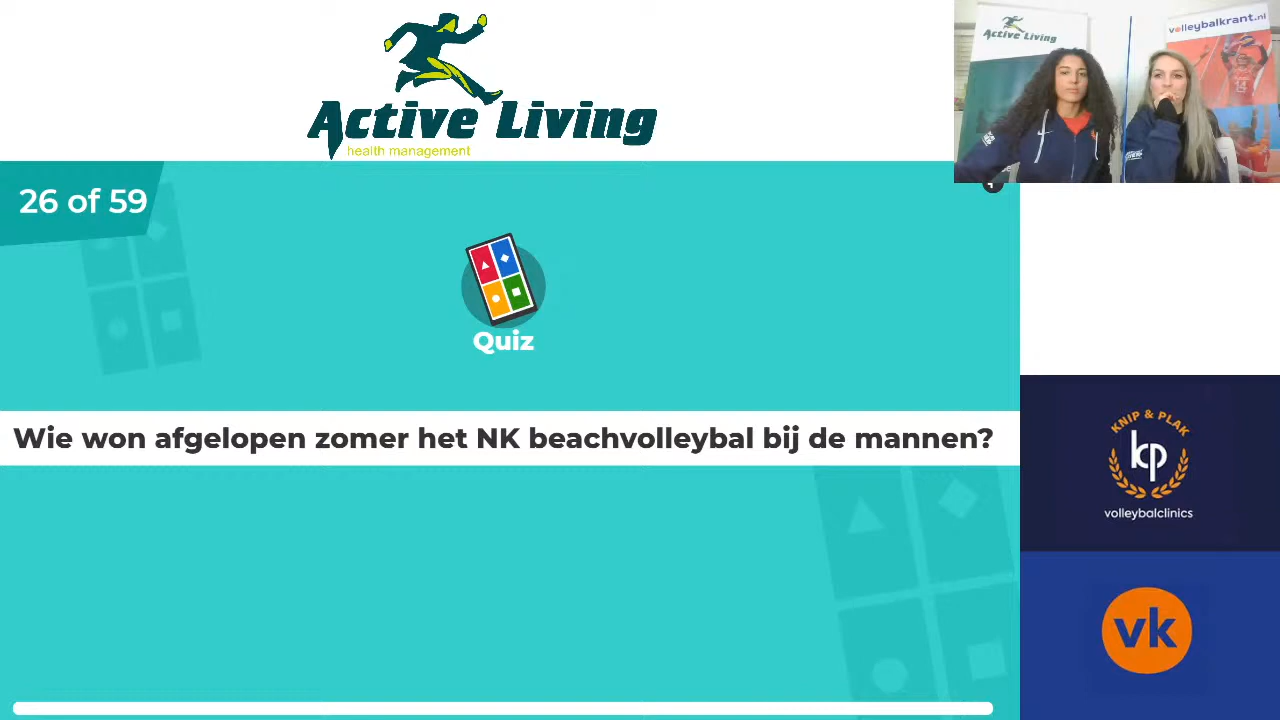 Active Living
health management
Active Living
volleybalkrant.nl
14
26 of 59
Quiz
Wie won afgelopen zomer het NK beachvolleybal bij de mannen?
KNIP & PLAK
kp
volleybalclinics
vk